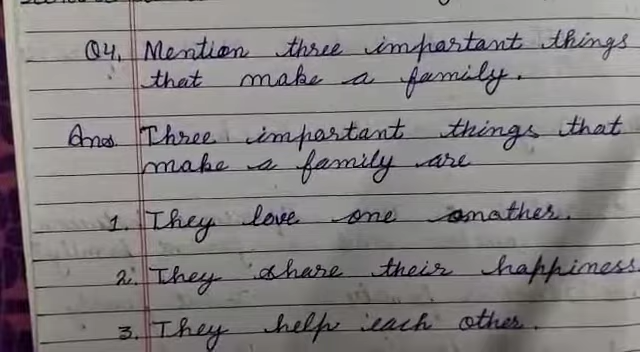 Q4. Mention three important things
that make a family.
Ans. Three important things that
make a family are
1. They love one another.
2. They share their happiness
3. They help each other.